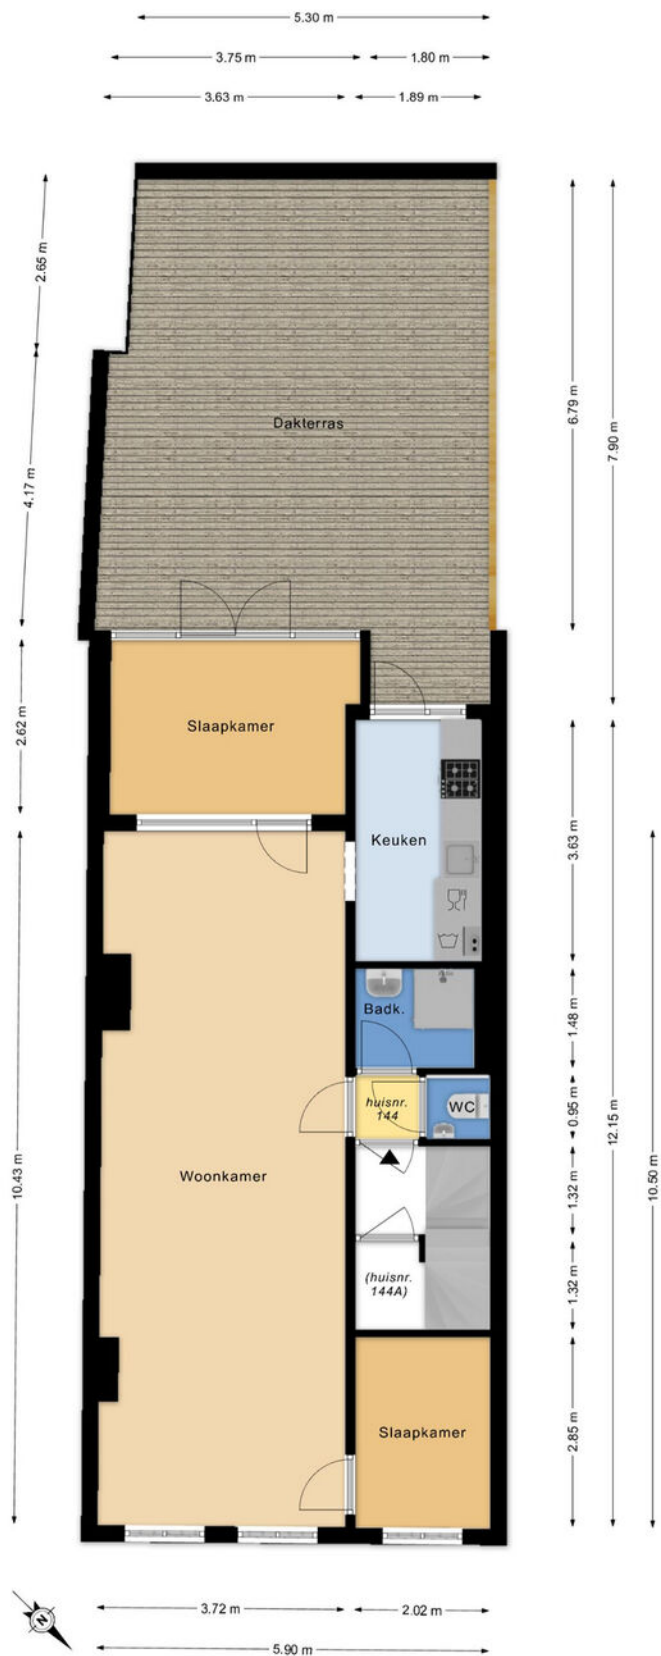 5.30 m
3.75 m
1.80 m
3.63 m
1.89 m
2.65 m
4.17 m
6.79 m
7.90 m
Dakterras
2.62 m
Slaapkamer
Keuken
3.63 m
Badk.
1.48 m
huisnr.
144
WC
0.95 m
12.15 m
10.43 m
Woonkamer
1.32 m
10.50 m
(huisnr.
144A)
1.32 m
Slaapkamer
2.85 m
N
3.72 m
2.02 m
5.90 m